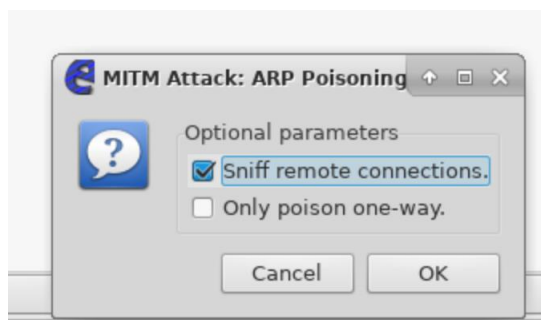 MITM Attack: ARP Poisoning
Optional parameters
Sniff remote connections.
Only poison one-way.
Cancel OK